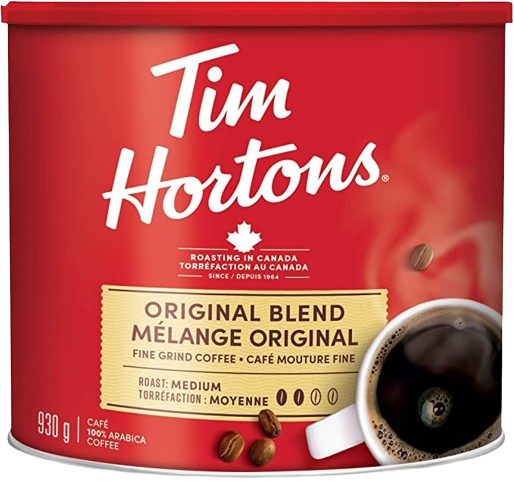 Tim
Hortons®
ROASTING IN CANADA
TORRÉFACTION AU CANADA
SINCE / DEPUIS 1964
ORIGINAL BLEND
MÉLANGE ORIGINAL
FINE GRIND COFFEE • CAFÉ MOUTURE FINE
ROAST: MEDIUM
TORRÉFACTION : MOYENNE
930 g
CAFÉ
100% ARABICA
COFFEE